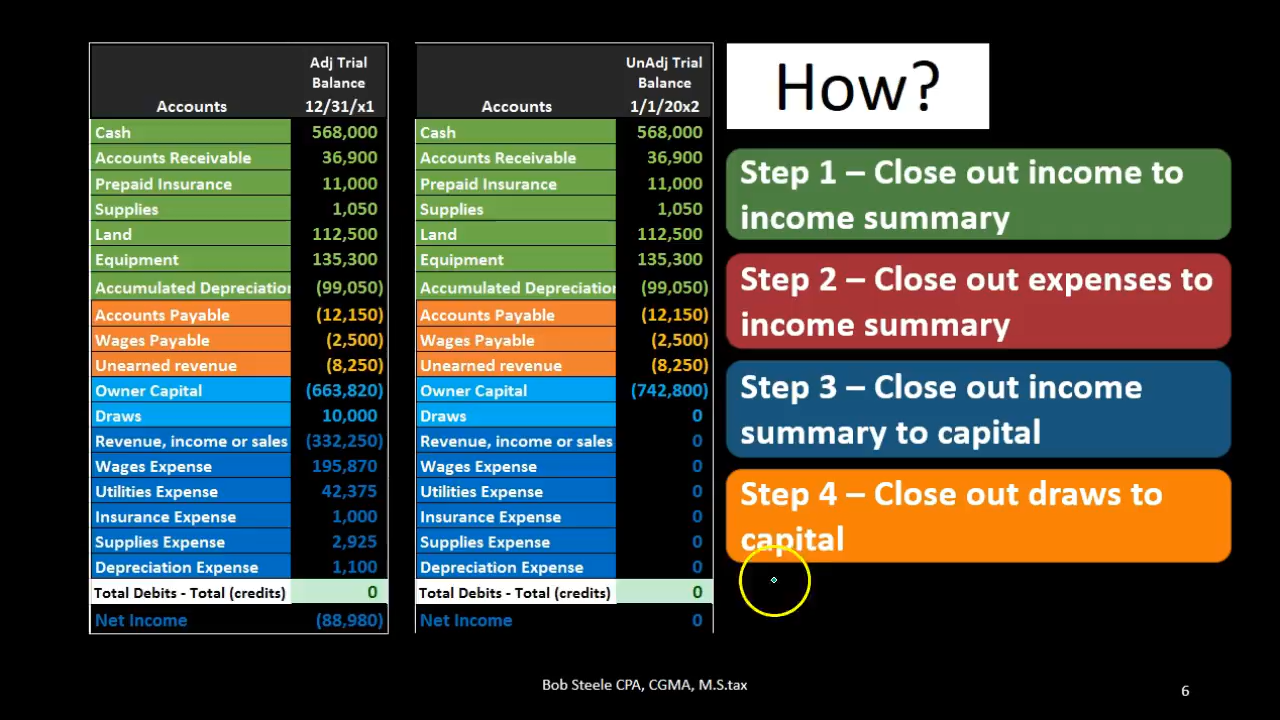 Accounts Adj Trial Balance 12/31/x1
Cash 568,000
Accounts Receivable 36,900
Prepaid Insurance 11,000
Supplies 1,050
Land 112,500
Equipment 135,300
Accumulated Depreciation (99,050)
Accounts Payable (12,150)
Wages Payable (2,500)
Unearned revenue (8,250)
Owner Capital (663,820)
Draws 10,000
Revenue, income or sales (332,250)
Wages Expense 195,870
Utilities Expense 42,375
Insurance Expense 1,000
Supplies Expense 2,925
Depreciation Expense 1,100
Total Debits - Total (credits) 0
Net Income (88,980)
Accounts UnAdj Trial Balance 1/1/20x2
Cash 568,000
Accounts Receivable 36,900
Prepaid Insurance 11,000
Supplies 1,050
Land 112,500
Equipment 135,300
Accumulated Depreciation (99,050)
Accounts Payable (12,150)
Wages Payable (2,500)
Unearned revenue (8,250)
Owner Capital (742,800)
Draws 0
Revenue, income or sales 0
Wages Expense 0
Utilities Expense 0
Insurance Expense 0
Supplies Expense 0
Depreciation Expense 0
Total Debits - Total (credits) 0
Net Income 0
How?
Step 1 – Close out income to
income summary
Step 2 – Close out expenses to
income summary
Step 3 – Close out income
summary to capital
Step 4 – Close out draws to
capital
Bob Steele CPA, CGMA, M.S.tax
6